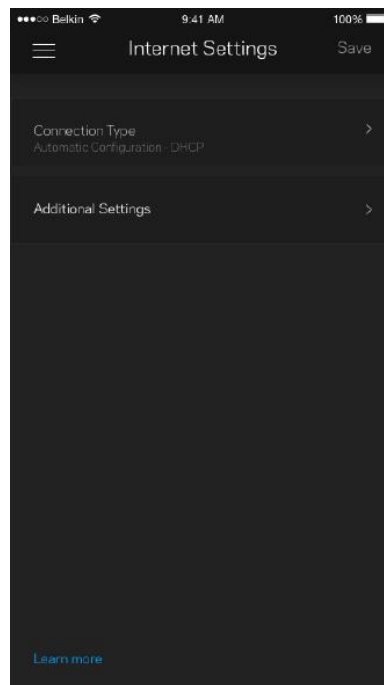 Belkin 9:41 AM 100%
Internet Settings Save
Connection Type
Automatic Configuration - DHCP
Additional Settings
Learn more